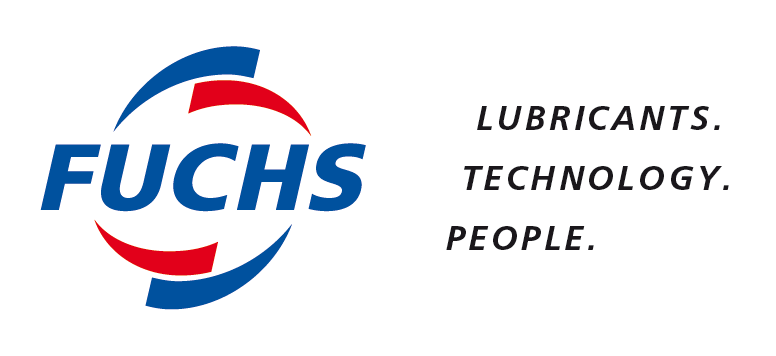 FUCHS
LUBRICANTS.
TECHNOLOGY.
PEOPLE.